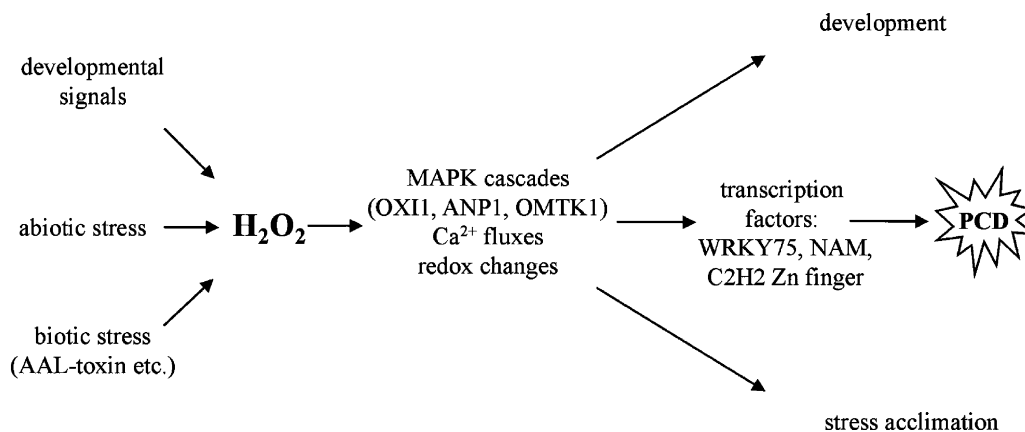 development
developmental
signals
abiotic stress
biotic stress
(AAL-toxin etc.)
H₂O₂
MAPK cascades
(OXI1, ANP1, OMTK1)
Ca²⁺ fluxes
redox changes
transcription
factors:
WRKY75, NAM,
C2H2 Zn finger
PCD
stress acclimation